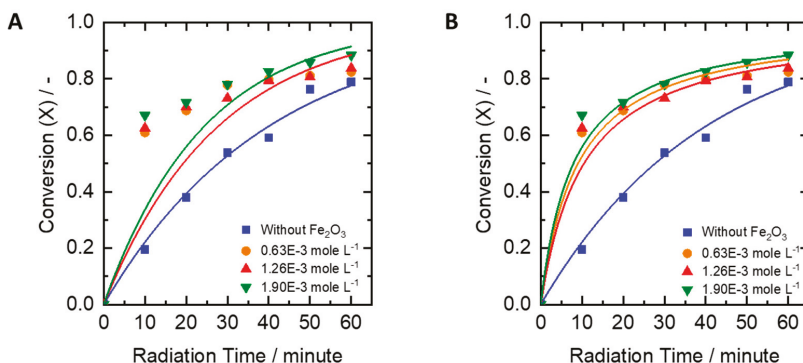 A
Conversion (X) / -
1.0
0.8
0.6
0.4
0.2
0.0
Without Fe₂O₃
0.63E-3 mole L⁻¹
1.26E-3 mole L⁻¹
1.90E-3 mole L⁻¹
0 10 20 30 40 50 60
Radiation Time / minute
B
Conversion (X) / -
1.0
0.8
0.6
0.4
0.2
0.0
Without Fe₂O₃
0.63E-3 mole L⁻¹
1.26E-3 mole L⁻¹
1.90E-3 mole L⁻¹
0 10 20 30 40 50 60
Radiation Time / minute